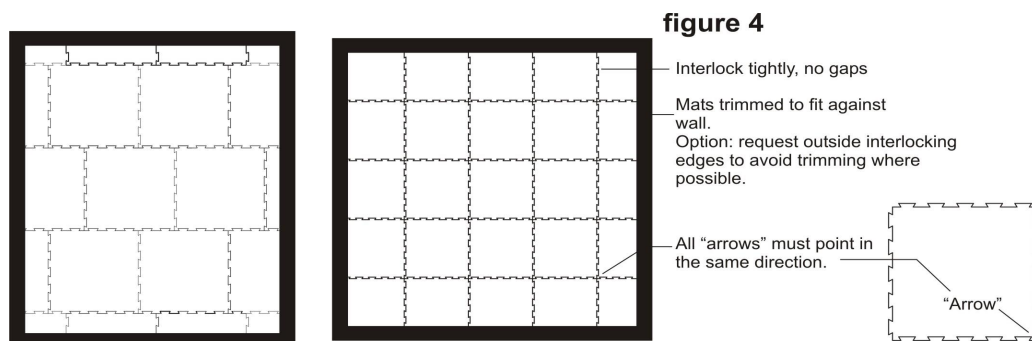 figure 4
Interlock tightly, no gaps
Mats trimmed to fit against
wall.
Option: request outside interlocking
edges to avoid trimming where
possible.
All “arrows” must point in
the same direction.
“Arrow”